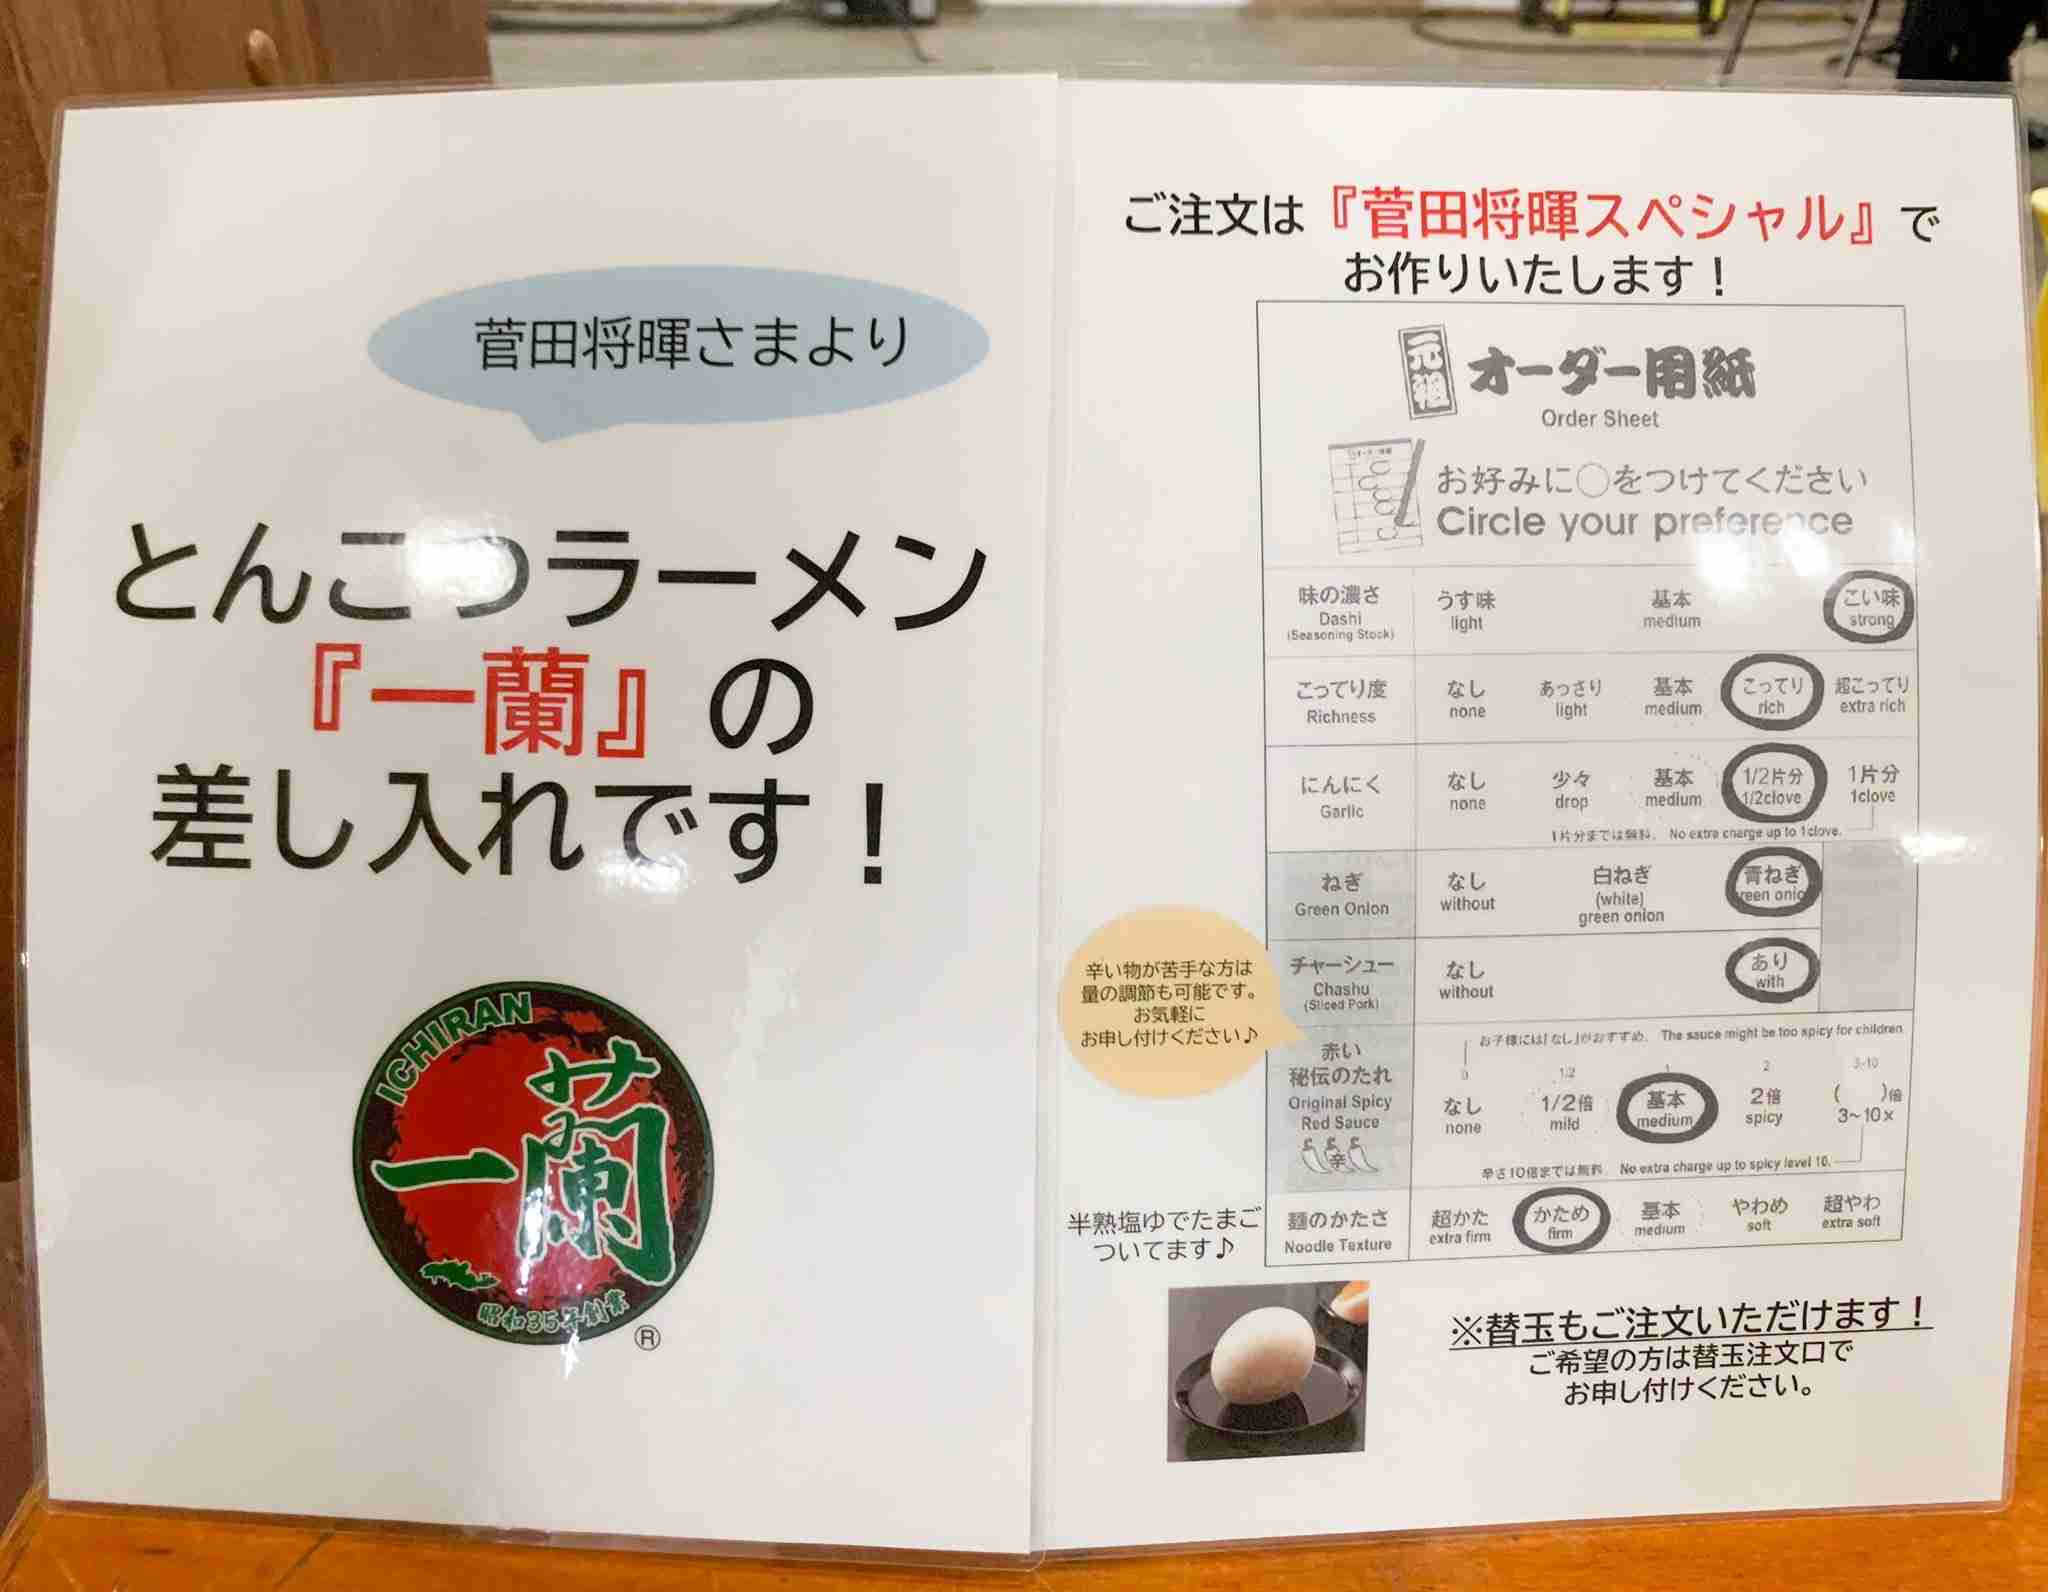 菅田将暉さまより
とんこつラーメン
『一蘭』の
差し入れです！
ICHIRAN
一蘭
昭和35年創業
®
ご注文は『菅田将暉スペシャル』で
お作りいたします！
元祖 オーダー用紙
Order Sheet
お好みに○をつけてください
Circle your preference
味の濃さ うす味 基本 こい味
Dashi light medium strong
(Seasoning Stock)
こってり度 なし あっさり 基本 こってり 超こってり
Richness none light medium rich extra rich
にんにく なし 少々 基本 1/2片分 1片分
Garlic none drop medium 1/2clove 1clove
1片分までは無料。 No extra charge up to 1clove.
ねぎ なし 白ねぎ 青ねぎ
Green Onion without (white) green onion reen onio
チャーシュー なし あり
Chashu without with
(Sliced Pork)
お子様には「なし」がおすすめ。 The sauce might be too spicy for children
0 1/2 1 2 3~10
赤い
秘伝のたれ なし 1/2倍 基本 2倍 ( )倍
Original Spicy none mild medium spicy 3~10x
Red Sauce
辛
辛さ10倍までは無料。 No extra charge up to spicy level 10.
麺のかたさ 超かた かため 基本 やわめ 超やわ
Noodle Texture extra firm firm medium soft extra soft
辛い物が苦手な方は
量の調節も可能です。
お気軽に
お申し付けください♪
半熟塩ゆでたまご
ついてます♪
※替玉もご注文いただけます！
ご希望の方は替玉注文口で
お申し付けください。